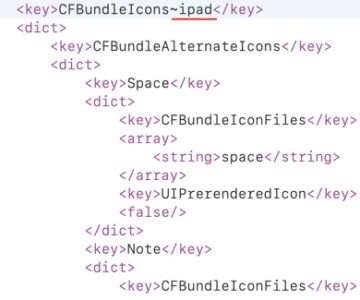 <key>CFBundleIcons~ipad</key>
<dict>
<key>CFBundleAlternateIcons</key>
<dict>
<key>Space</key>
<dict>
<key>CFBundleIconFiles</key>
<array>
<string>space</string>
</array>
<key>UIPrerenderedIcon</key>
<false/>
</dict>
<key>Note</key>
<dict>
<key>CFBundleIconFiles</key>